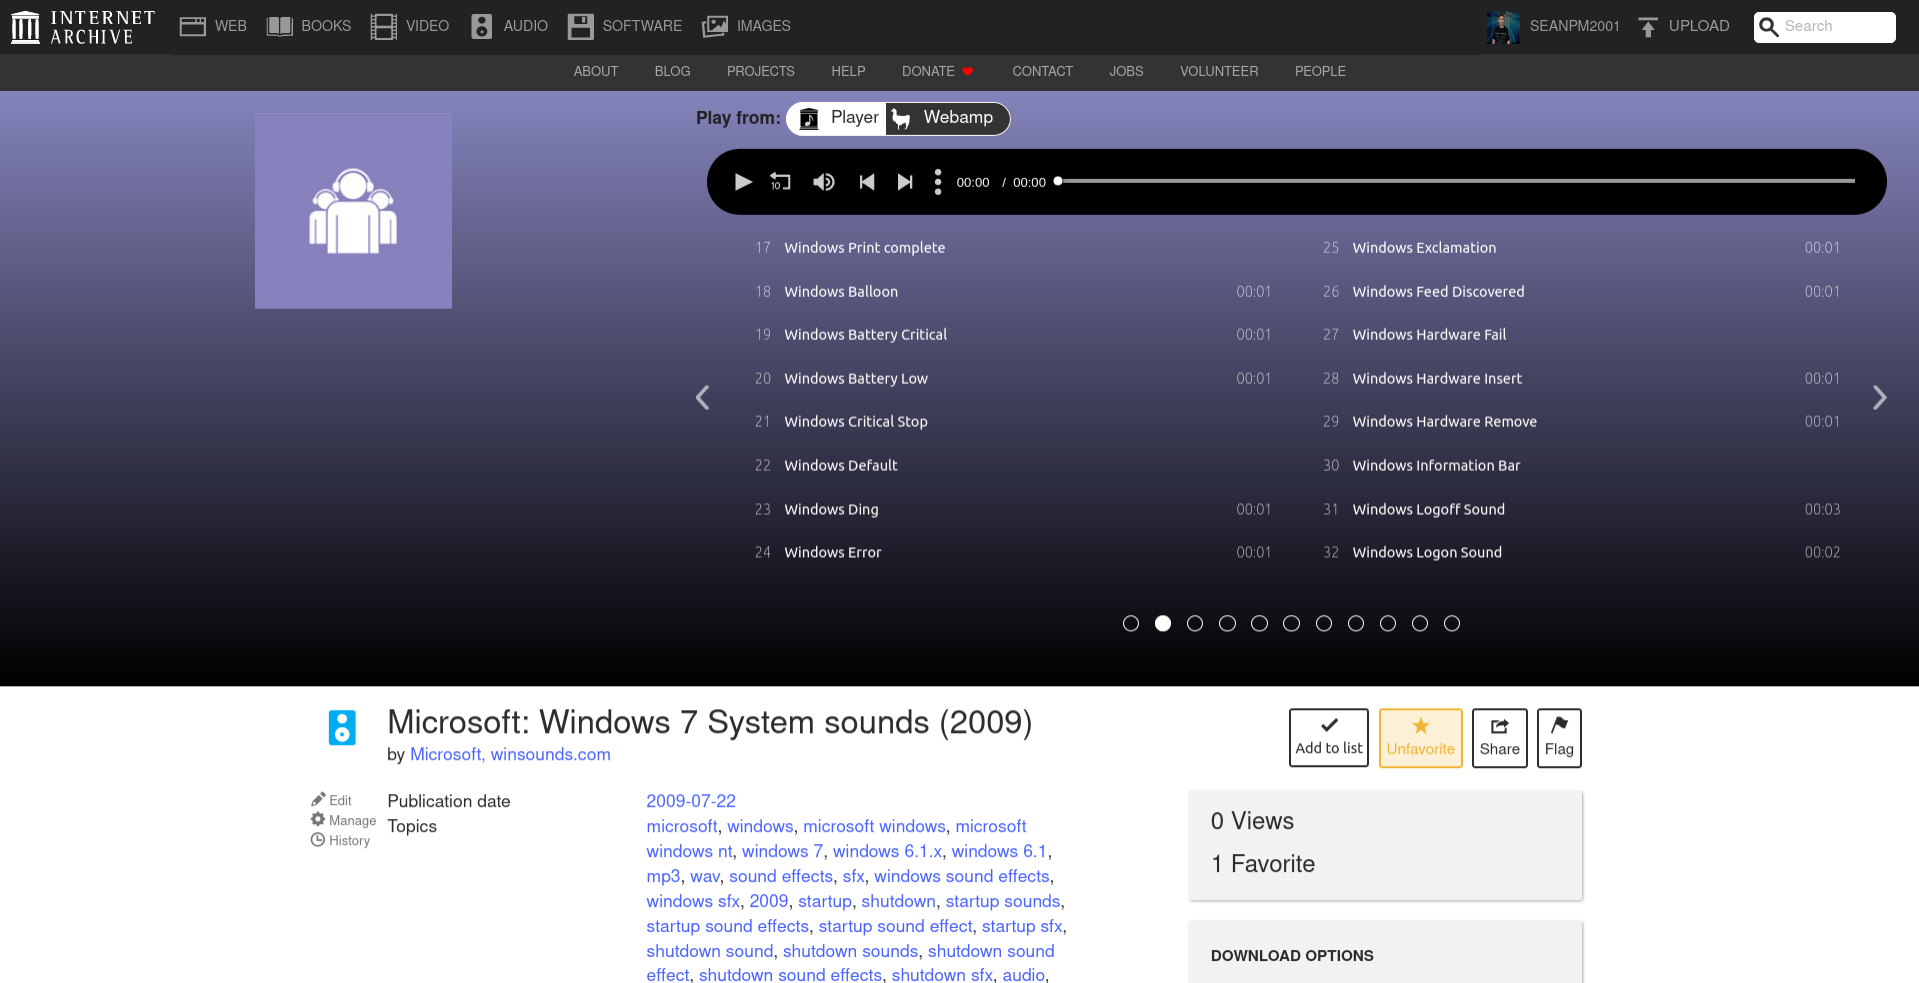 INTERNET ARCHIVE WEB BOOKS VIDEO AUDIO SOFTWARE IMAGES SEANPM2001 UPLOAD Search
ABOUT BLOG PROJECTS HELP DONATE CONTACT JOBS VOLUNTEER PEOPLE
Play from: Player Webamp
10 00:00 / 00:00
17 Windows Print complete
18 Windows Balloon 00:01
19 Windows Battery Critical 00:01
20 Windows Battery Low 00:01
21 Windows Critical Stop
22 Windows Default
23 Windows Ding 00:01
24 Windows Error 00:01
25 Windows Exclamation 00:01
26 Windows Feed Discovered 00:01
27 Windows Hardware Fail
28 Windows Hardware Insert 00:01
29 Windows Hardware Remove 00:01
30 Windows Information Bar
31 Windows Logoff Sound 00:03
32 Windows Logon Sound 00:02
Microsoft: Windows 7 System sounds (2009)
by Microsoft, winsounds.com
Add to list Unfavorite Share Flag
Edit
Manage
History
Publication date 2009-07-22
Topics microsoft, windows, microsoft windows, microsoft
windows nt, windows 7, windows 6.1.x, windows 6.1,
mp3, wav, sound effects, sfx, windows sound effects,
windows sfx, 2009, startup, shutdown, startup sounds,
startup sound effects, startup sound effect, startup sfx,
shutdown sound, shutdown sounds, shutdown sound
effect, shutdown sound effects, shutdown sfx, audio,
0 Views
1 Favorite
DOWNLOAD OPTIONS